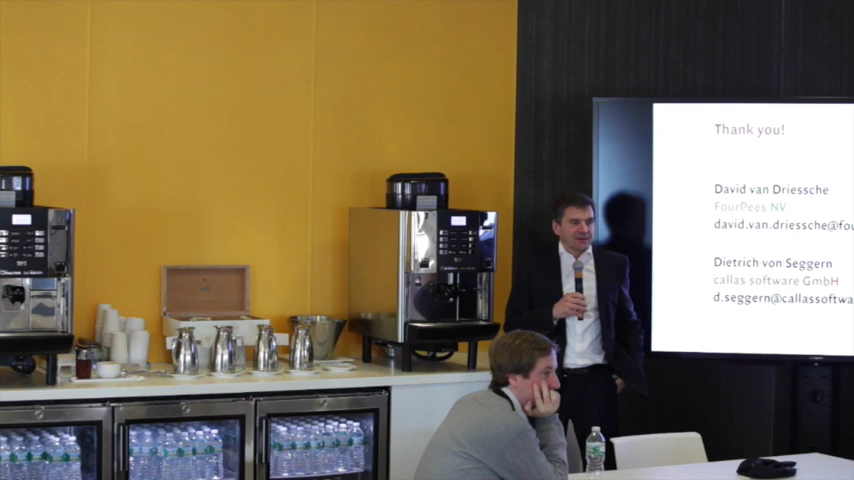 Thank you!
David van Driessche
FourPees NV
david.van.driessche@fou
Dietrich von Seggern
callas software GmbH
d.seggern@callassoftwa